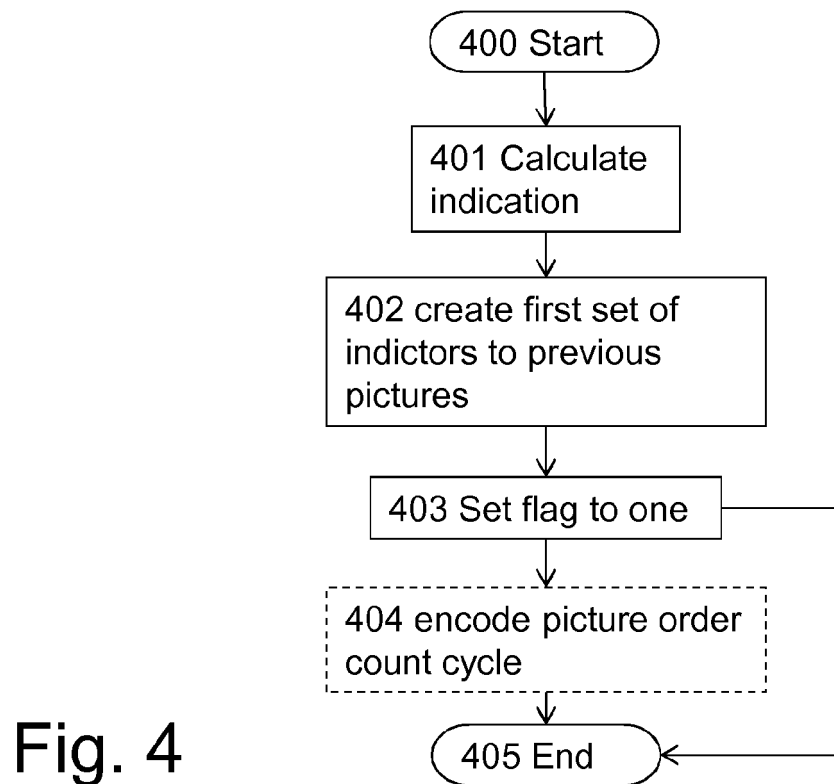 400 Start
401 Calculate
indication
402 create first set of
indictors to previous
pictures
403 Set flag to one
404 encode picture order
count cycle
405 End
Fig. 4